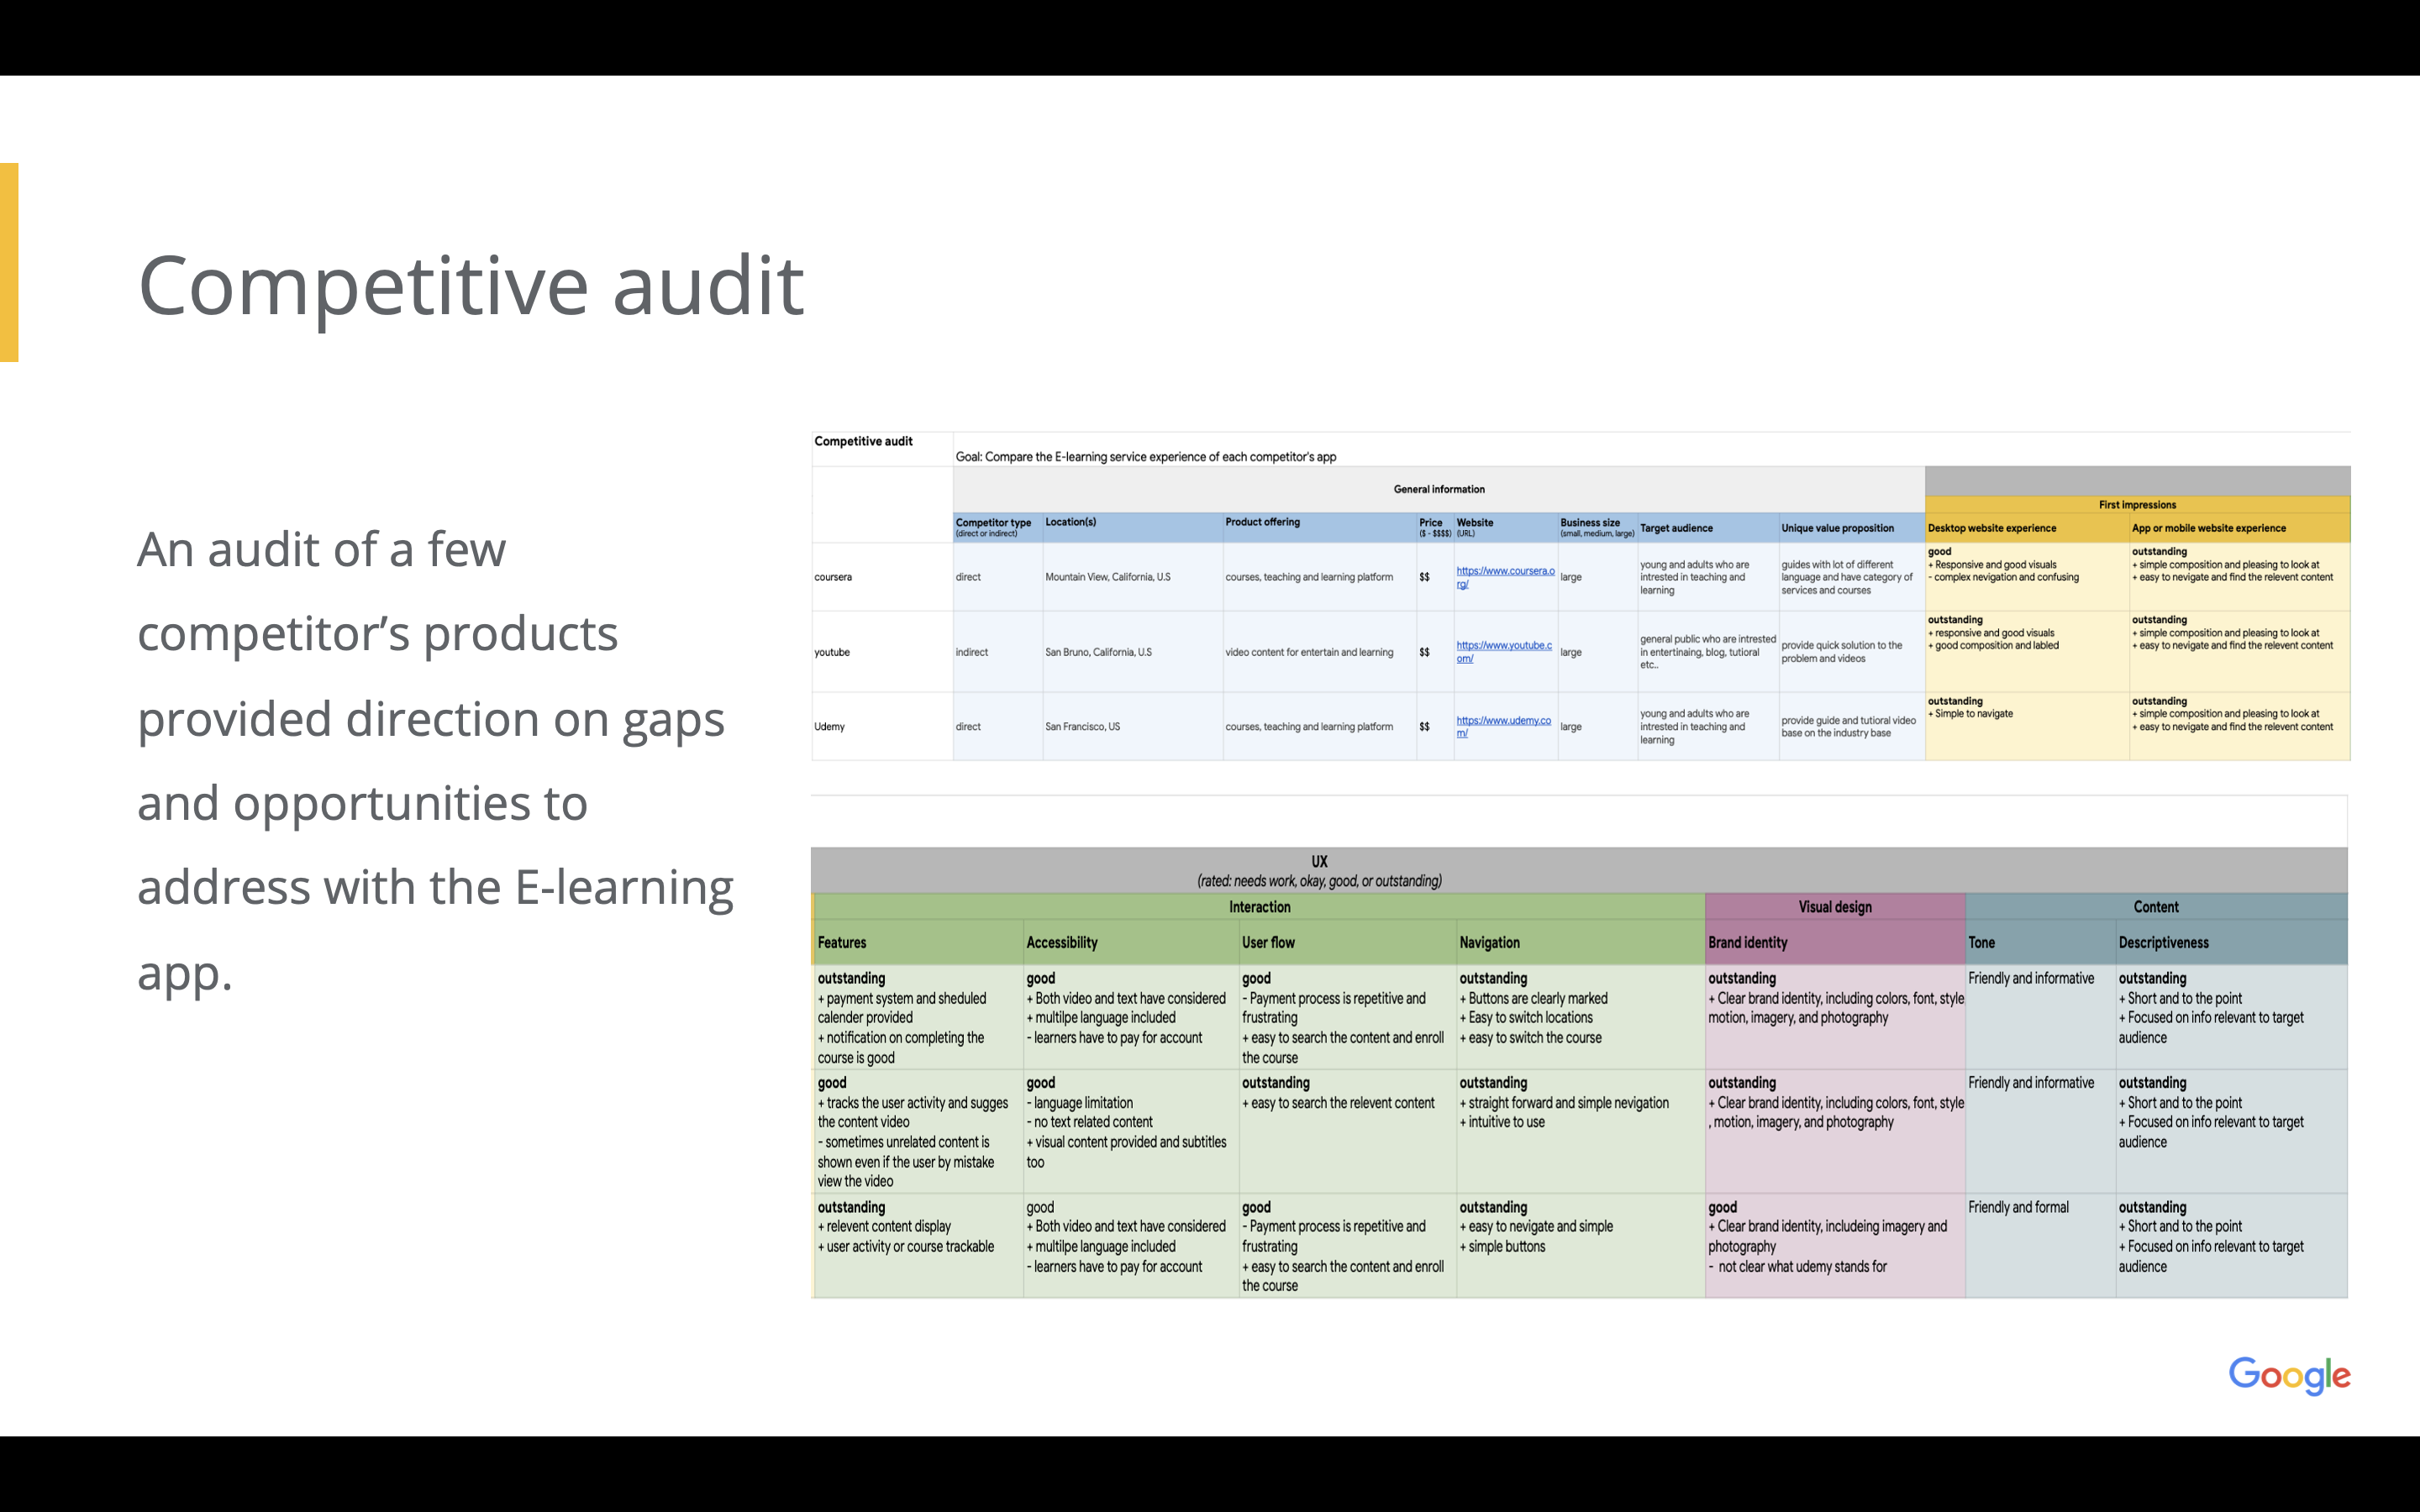 Competitive audit
An audit of a few
competitor’s products
provided direction on gaps
and opportunities to
address with the E-learning
app.
Competitive audit
Goal: Compare the E-learning service experience of each competitor's app
General information
First impressions
Competitor type
(direct or indirect)
Location(s)
Product offering
Price
($ - $$$$)
Website
(URL)
Business size
(small, medium, large)
Target audience
Unique value proposition
Desktop website experience
App or mobile website experience
coursera
direct
Mountain View, California, U.S
courses, teaching and learning platform
$$
https://www.coursera.o
rg/
large
young and adults who are
intrested in teaching and
learning
guides with lot of different
language and have category of
services and courses
good
+ Responsive and good visuals
- complex nevigation and confusing
outstanding
+ simple composition and pleasing to look at
+ easy to nevigate and find the relevent content
youtube
indirect
San Bruno, California, U.S
video content for entertain and learning
$$
https://www.youtube.c
om/
large
general public who are intrested
in entertinaing, blog, tutional
etc..
provide quick solution to the
problem and videos
outstanding
+ responsive and good visuals
+ good composition and labled
outstanding
+ simple composition and pleasing to look at
+ easy to nevigate and find the relevent content
Udemy
direct
San Francisco, US
courses, teaching and learning platform
$$
https://www.udemy.co
m/
large
young and adults who are
intrested in teaching and
learning
provide guide and tutioral video
base on the industry base
outstanding
+ Simple to navigate
outstanding
+ simple composition and pleasing to look at
+ easy to nevigate and find the relevent content
UX
(rated: needs work, okay, good, or outstanding)
Interaction
Visual design
Content
Features
Accessibility
User flow
Navigation
Brand identity
Tone
Descriptiveness
outstanding
+ payment system and sheduled
calender provided
+ notification on completing the
course is good
good
+ Both video and text have considered
+ multilpe language included
- learners have to pay for account
good
- Payment process is repetitive and
frustrating
+ easy to search the content and enroll
the course
outstanding
+ Buttons are clearly marked
+ Easy to switch locations
+ easy to switch the course
outstanding
+ Clear brand identity, including colors, font, style
motion, imagery, and photography
Friendly and informative
outstanding
+ Short and to the point
+ Focused on info relevant to target
audience
good
+ tracks the user activity and sugges
the content video
- sometimes unrelated content is
shown even if the user by mistake
view the video
good
- language limitation
- no text related content
+ visual content provided and subtitles
too
outstanding
+ easy to search the relevent content
outstanding
+ straight forward and simple nevigation
+ intuitive to use
outstanding
+ Clear brand identity, including colors, font, style
, motion, imagery, and photography
Friendly and informative
outstanding
+ Short and to the point
+ Focused on info relevant to target
audience
outstanding
+ relevent content display
+ user activity or course trackable
good
+ Both video and text have considered
+ multilpe language included
- learners have to pay for account
good
- Payment process is repetitive and
frustrating
+ easy to search the content and enroll
the course
outstanding
+ easy to nevigate and simple
+ simple buttons
good
+ Clear brand identity, includeing imagery and
photography
- not clear what udemy stands for
Friendly and formal
outstanding
+ Short and to the point
+ Focused on info relevant to target
audience
Google